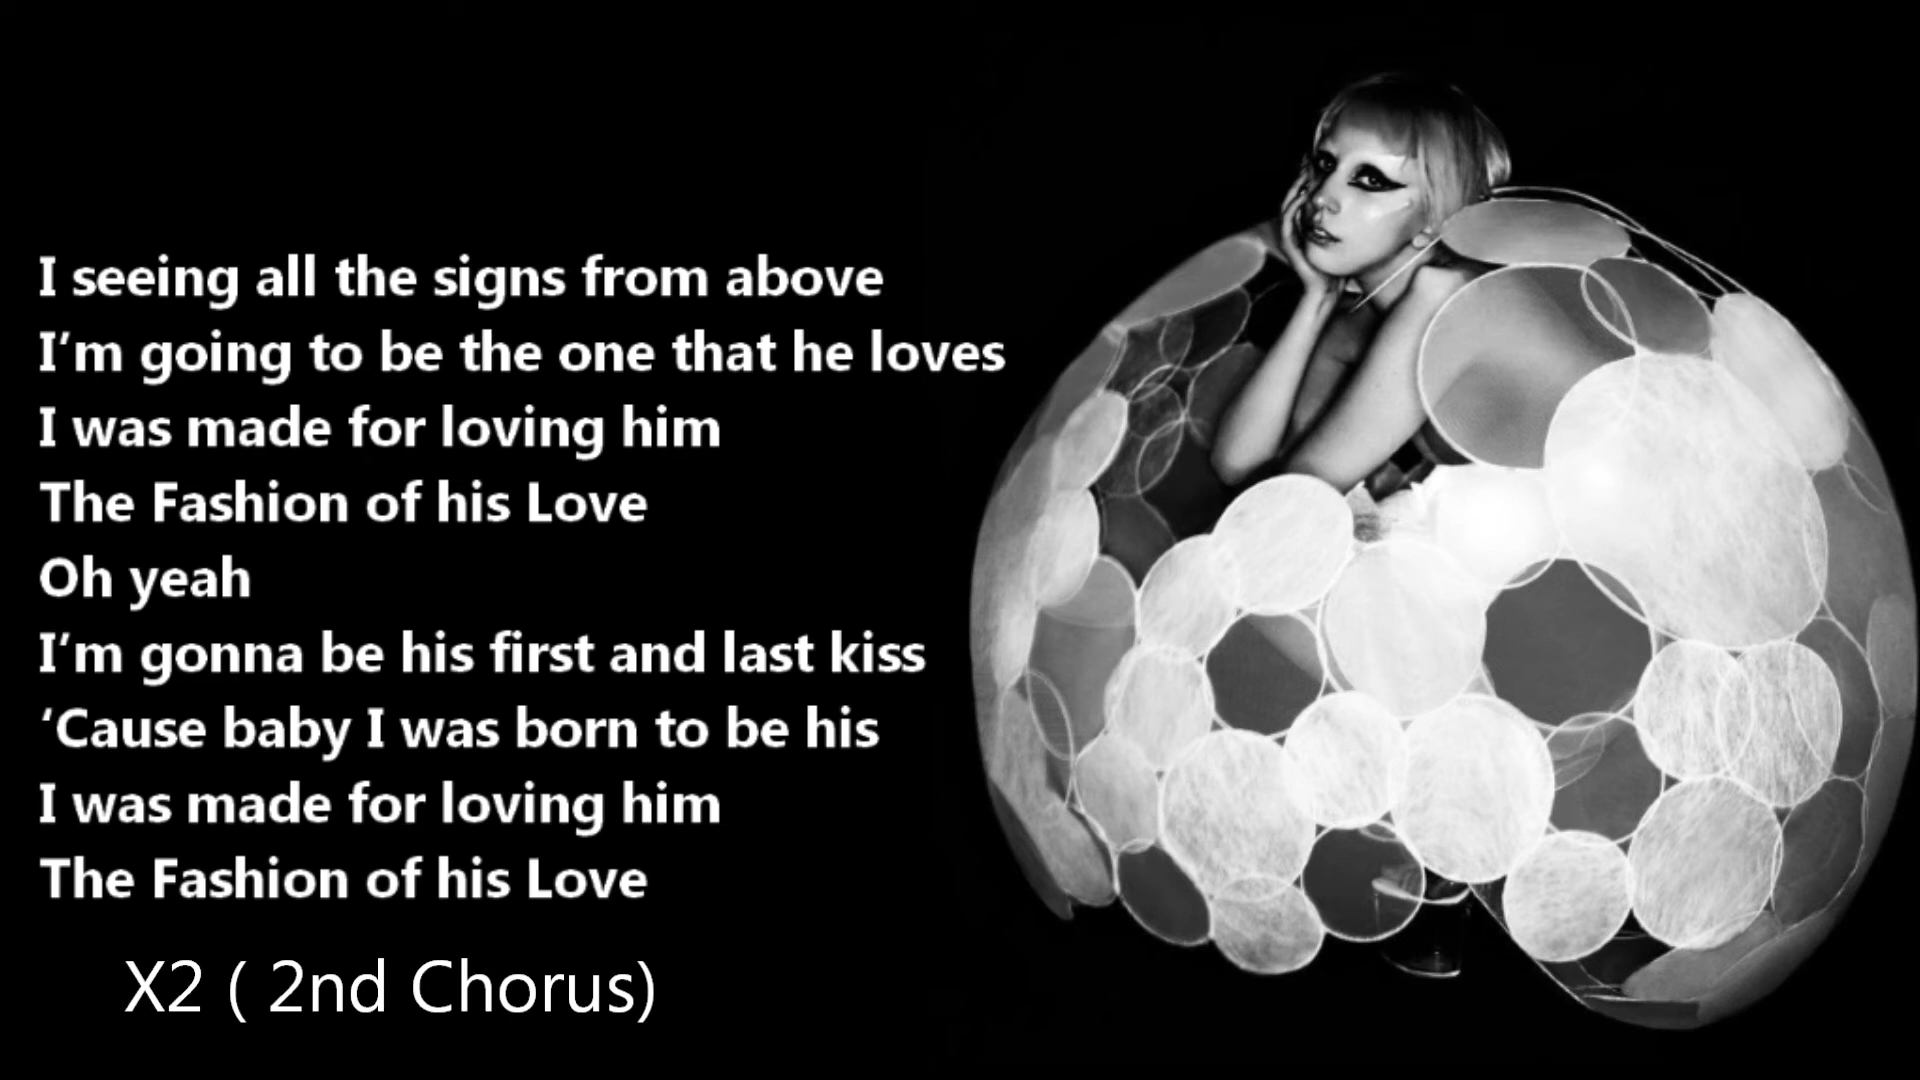 I seeing all the signs from above
I’m going to be the one that he loves
I was made for loving him
The Fashion of his Love
Oh yeah
I’m gonna be his first and last kiss
‘Cause baby I was born to be his
I was made for loving him
The Fashion of his Love
X2 ( 2nd Chorus)